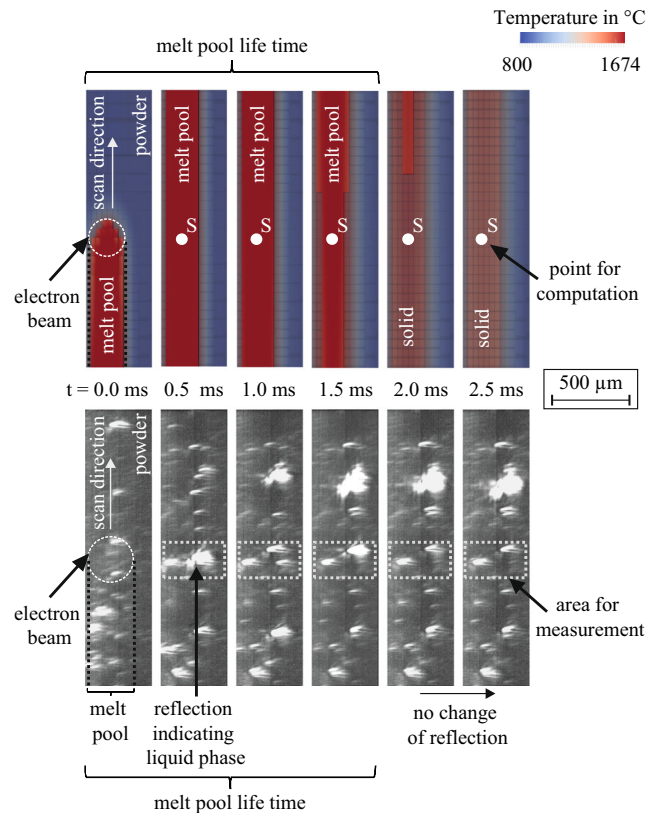 Temperature in °C
800 1674
melt pool life time
scan direction
powder
melt pool
electron
beam
melt pool
S
melt pool
S
melt pool
S
solid
S
solid
S
point for
computation
t = 0.0 ms 0.5 ms 1.0 ms 1.5 ms 2.0 ms 2.5 ms
500 µm
scan direction
powder
electron
beam
area for
measurement
melt
pool
reflection
indicating
liquid phase
no change
of reflection
melt pool life time